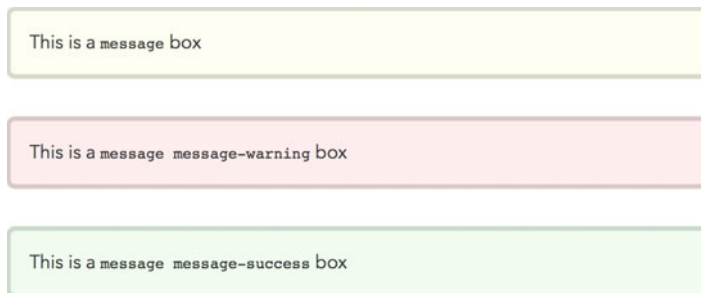 This is a message box
This is a message message-warning box
This is a message message-success box